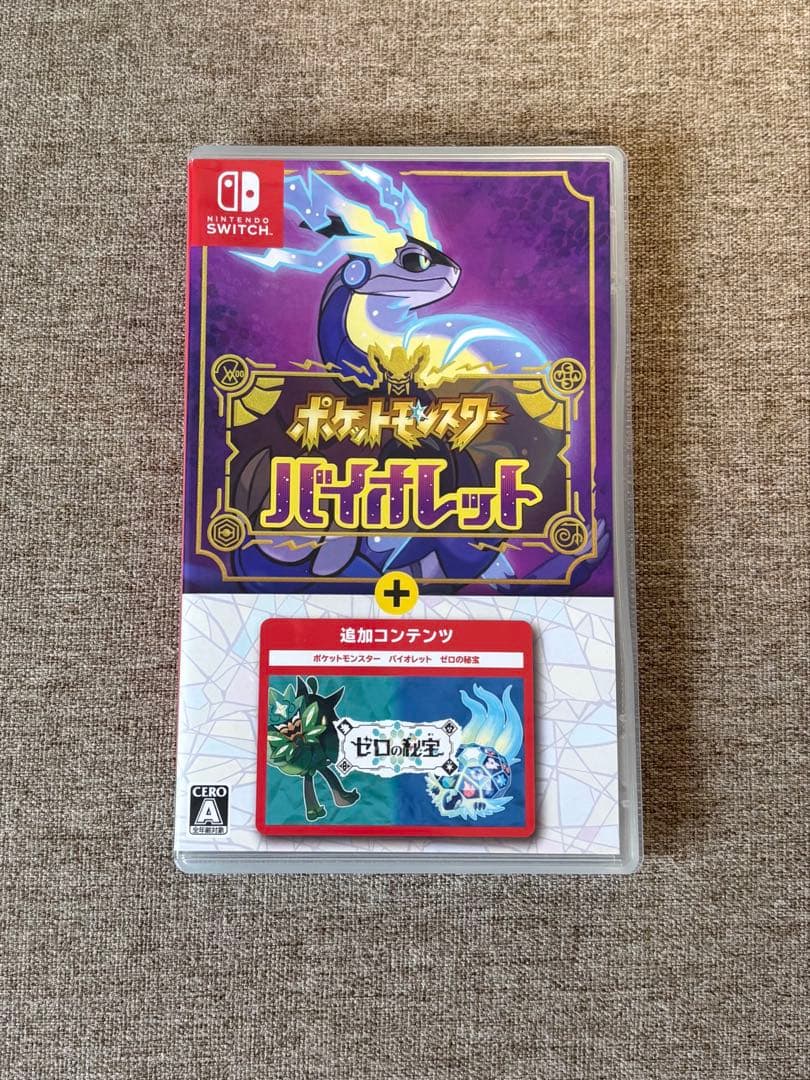 NINTENDO
SWITCH™
ポケットモンスター
バイオレット
+
追加コンテンツ
ポケットモンスター バイオレット ゼロの秘宝
ゼロの秘宝
CERO
A
全年齢対象